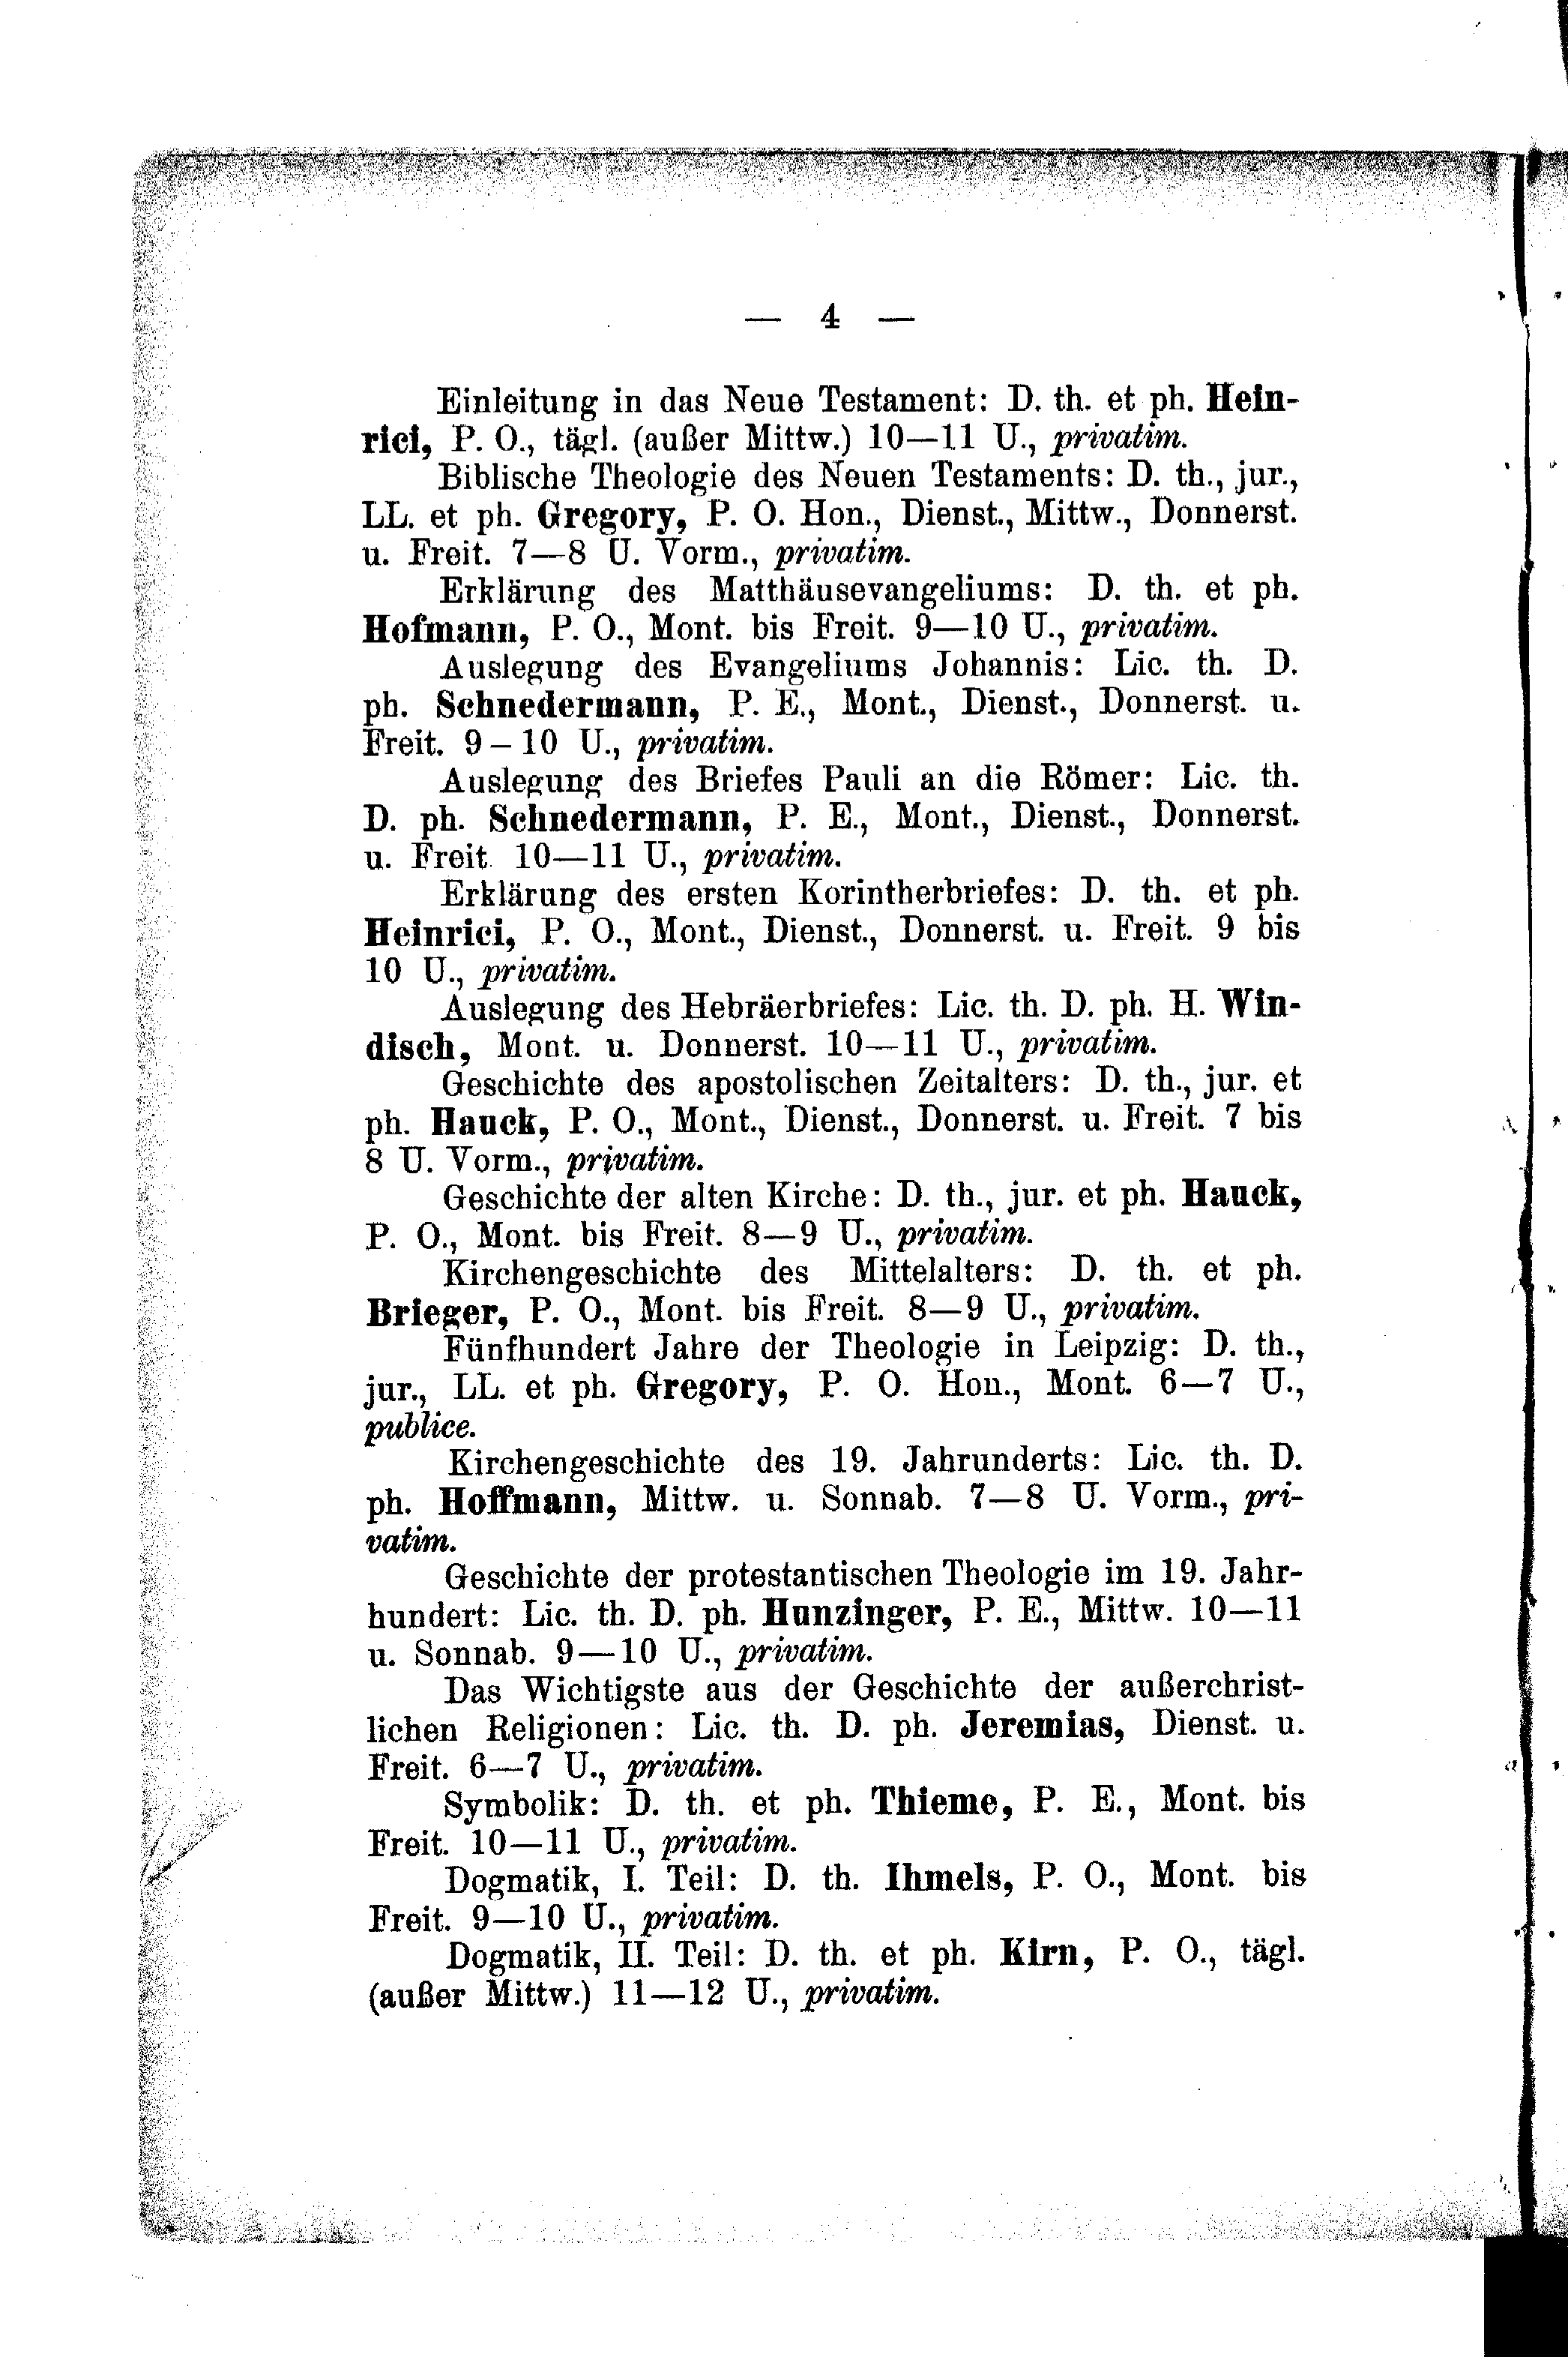 — 4 —
Einleitung in das Neue Testament: D. th. et ph. Hein-
rici, P. O., tägl. (außer Mittw.) 10—11 U., privatim.
Biblische Theologie des Neuen Testaments: D. th., jur.,
LL. et ph. Gregory, P. O. Hon., Dienst., Mittw., Donnerst.
u. Freit. 7—8 U. Vorm., privatim.
Erklärung des Matthäusevangeliums: D. th. et ph.
Hofmann, P. O., Mont. bis Freit. 9—10 U., privatim.
Auslegung des Evangeliums Johannis: Lic. th. D.
ph. Schnedermann, P. E., Mont., Dienst., Donnerst. u.
Freit. 9–10 U., privatim.
Auslegung des Briefes Pauli an die Römer: Lic. th.
D. ph. Schnedermann, P. E., Mont., Dienst., Donnerst.
u. Freit. 10—11 U., privatim.
Erklärung des ersten Korintherbriefes: D. th. et ph.
Heinrici, P. O., Mont., Dienst., Donnerst. u. Freit. 9 bis
10 U., privatim.
Auslegung des Hebräerbriefes: Lic. th. D. ph. H. Win-
disch, Mont. u. Donnerst. 10—11 U., privatim.
Geschichte des apostolischen Zeitalters: D. th., jur. et
ph. Hauck, P. O., Mont., Dienst., Donnerst. u. Freit. 7 bis
8 U. Vorm., privatim.
Geschichte der alten Kirche: D. th., jur. et ph. Hauck,
P. O., Mont. bis Freit. 8—9 U., privatim.
Kirchengeschichte des Mittelalters: D. th. et ph.
Brieger, P. O., Mont. bis Freit. 8—9 U., privatim.
Fünfhundert Jahre der Theologie in Leipzig: D. th.,
jur., LL. et ph. Gregory, P. O. Hon., Mont. 6—7 U.,
publice.
Kirchengeschichte des 19. Jahrunderts: Lic. th. D.
ph. Hoffmann, Mittw. u. Sonnab. 7—8 U. Vorm., pri-
vatim.
Geschichte der protestantischen Theologie im 19. Jahr-
hundert: Lic. th. D. ph. Hunzinger, P. E., Mittw. 10—11
u. Sonnab. 9—10 U., privatim.
Das Wichtigste aus der Geschichte der außerchrist-
lichen Religionen: Lic. th. D. ph. Jeremias, Dienst. u.
Freit. 6—7 U., privatim.
Symbolik: D. th. et ph. Thieme, P. E., Mont. bis
Freit. 10—11 U., privatim.
Dogmatik, I. Teil: D. th. Ihmels, P. O., Mont. bis
Freit. 9—10 U., privatim.
Dogmatik, II. Teil: D. th. et ph. Kirn, P. O., tägl.
(außer Mittw.) 11—12 U., privatim.